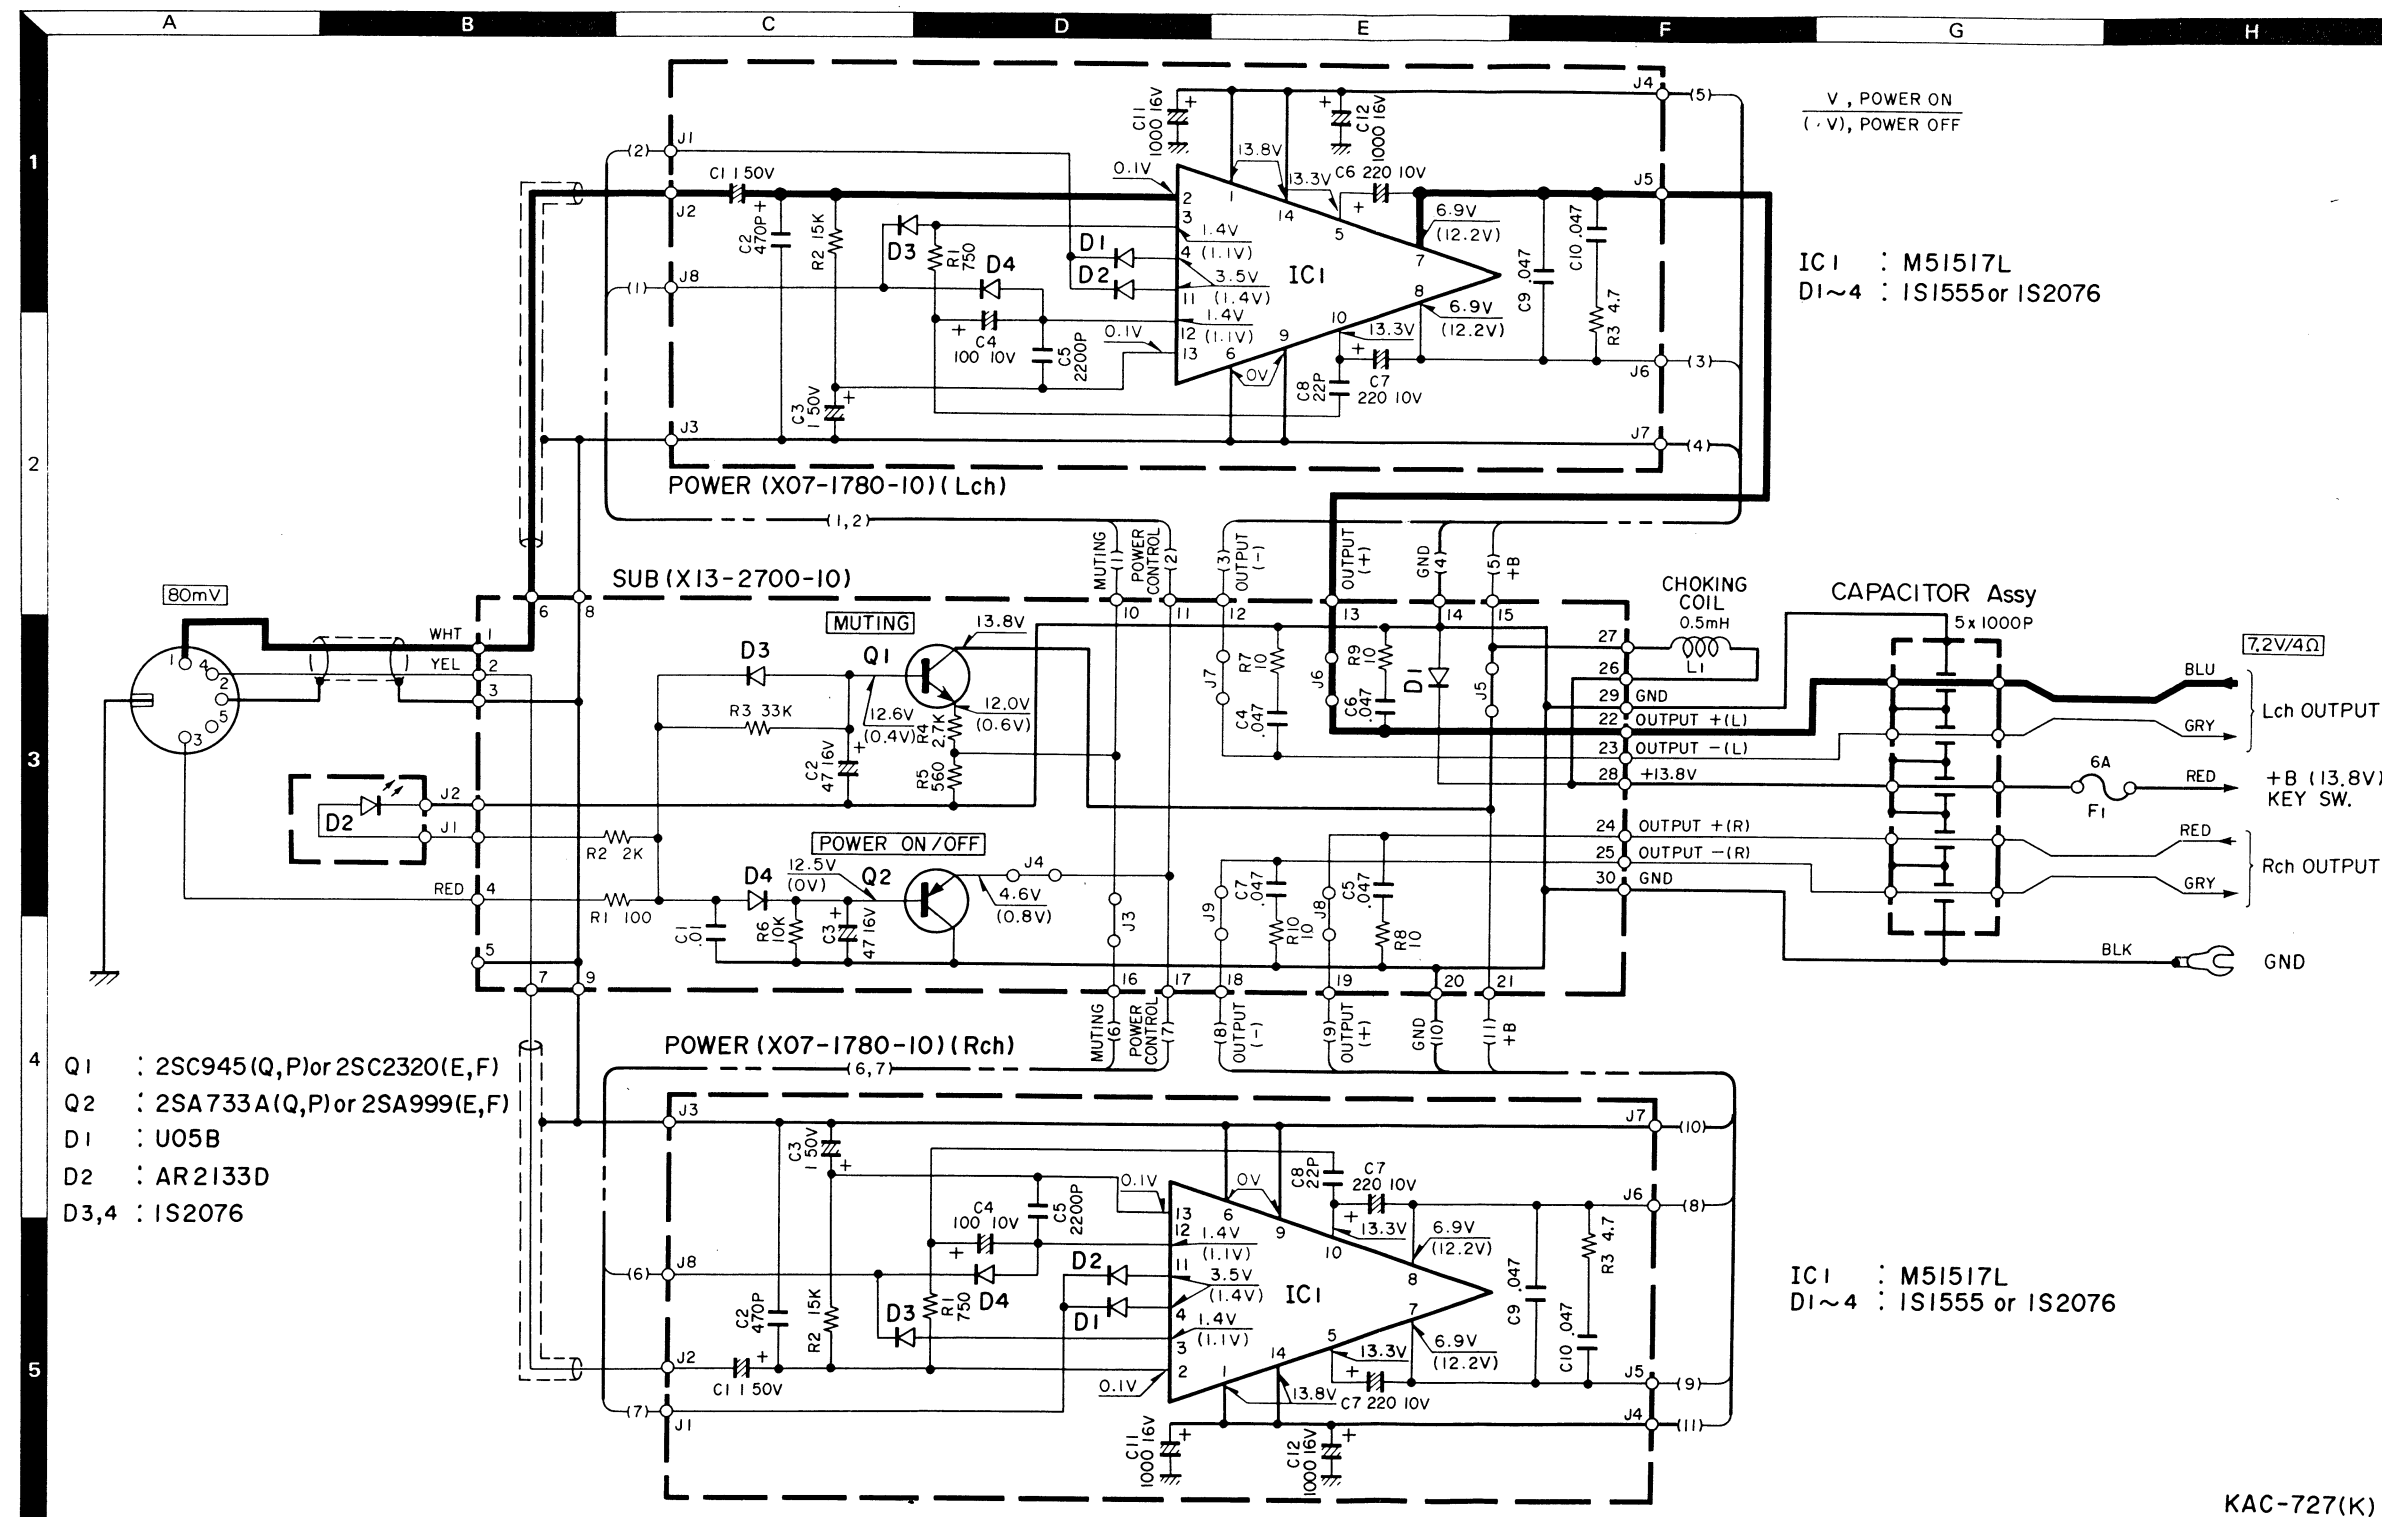 A B C D E F G H
1
2
3
4
5
J1
(2)
J2
C1 1 50V
C2 470P
+
R2 15K
D3
R1 750
D4
J8
(1)
C4 100 10V
+
C5 2200P
C3 1 50V
+
J3
D1
D2
C11 1000 16V
+
C12 1000 16V
+
13.8V
0.1V
13.3V
C6 220 10V
+
6.9V
(12.2V)
1.4V
(1.1V)
3.5V
(1.4V)
1.4V
(1.1V)
0.1V
IC1
2
3
4
11
12
13
1
14
5
7
8
10
9
6
6.9V
(12.2V)
13.3V
0V
C8 22P
+
C7
220 10V
C9 .047
C10 .047
R3 4.7
J4
(5)
J5
J6
(3)
J7
(4)
V , POWER ON
( V), POWER OFF
IC1 : M51517L
D1~4 : 1S1555 or 1S2076
POWER (X07-1780-10)(Lch)
(1,2)
MUTING (1)
POWER CONTROL (2)
(3) OUTPUT (-)
OUTPUT (+)
GND (4)
(5) +B
SUB (X13-2700-10)
6
8
10
11
12
13
14
15
80mV
1
4
2
5
3
WHT
1
YEL
2
3
RED
4
5
7
9
D2
J2
J1
R2 2K
R1 100
MUTING
D3
Q1
13.8V
R3 33K
12.6V
(0.4V)
12.0V
(0.6V)
R4 2.7K
R5 560
C2 47 16V
+
POWER ON/OFF
D4
12.5V
(0V)
Q2
J4
4.6V
(0.8V)
C1 .01
R6 10K
C3 47 16V
+
J3
J7
R7 10
C4 .047
J6
R9 10
C6 .047
D1
J5
J9
C7 .047
R10 10
J8
C5 .047
R8 10
27
26
29 GND
22 OUTPUT +(L)
23 OUTPUT -(L)
28 +13.8V
24 OUTPUT +(R)
25 OUTPUT -(R)
30 GND
CHOKING
COIL
0.5mH
L1
CAPACITOR Assy
5x1000P
7.2V/4Ω
BLU
GRY
Lch OUTPUT
6A
F1
RED
+B (13.8V)
KEY SW.
RED
GRY
Rch OUTPUT
BLK
GND
16
17
18
19
20
21
MUTING (6)
POWER CONTROL (7)
(8) OUTPUT (-)
(9) OUTPUT (+)
GND (10)
(11) +B
Q1 : 2SC945(Q,P)or 2SC2320(E,F)
Q2 : 2SA733A(Q,P)or 2SA999(E,F)
D1 : U05B
D2 : AR2133D
D3,4 : 1S2076
POWER (X07-1780-10)(Rch)
(6,7)
J3
C3 1 50V
+
C4
100 10V
+
C5 2200P
J8
(6)
C2 470P
R2 15K
D3
R1 750
D4
D2
D1
J2
C1 1 50V
+
(7)
J1
0.1V
0V
C8 22P
C7
220 10V
+
13.3V
6.9V
(12.2V)
13
12
1.4V
(1.1V)
11
3.5V
(1.4V)
4
1.4V
(1.1V)
3
2
0.1V
6
9
10
8
7
5
14
1
IC1
6.9V
(12.2V)
13.3V
13.8V
+
C7 220 10V
C11 1000 16V
+
C12 1000 16V
+
C9 .047
R3 4.7
C10 .047
J7
(10)
J6
(8)
J5
(9)
J4
(11)
IC1 : M51517L
D1~4 : 1S1555 or 1S2076
KAC-727(K)